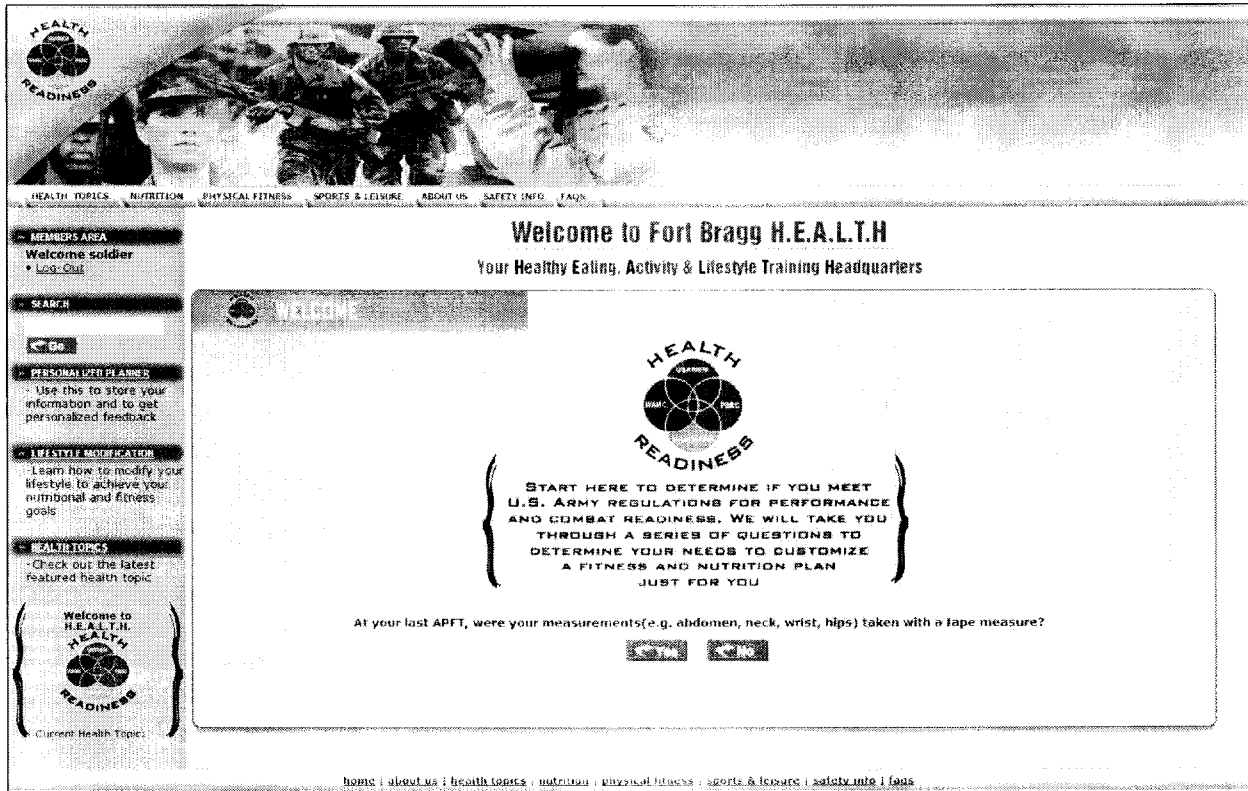 HEALTH
READINESS
HEALTH TOPICS NUTRITION PHYSICAL FITNESS SPORTS & LEISURE ABOUT US SAFETY INFO FAQS
MEMBERS AREA
Welcome soldier
• Log-Out
SEARCH
Go
PERSONALIZED PLANNER
- Use this to store your
information and to get
personalized feedback
LIFESTYLE MODIFICATION
-Learn how to modify your
lifestyle to achieve your
nutritional and fitness
goals
HEALTH TOPICS
-Check out the latest
featured health topic
Welcome to
H.E.A.L.T.H.
HEALTH
READINESS
Current Health Topic
Welcome to Fort Bragg H.E.A.L.T.H
Your Healthy Eating, Activity & Lifestyle Training Headquarters
WELCOME
HEALTH
WAMC
READINESS
START HERE TO DETERMINE IF YOU MEET
U.S. ARMY REGULATIONS FOR PERFORMANCE
AND COMBAT READINESS. WE WILL TAKE YOU
THROUGH A SERIES OF QUESTIONS TO
DETERMINE YOUR NEEDS TO CUSTOMIZE
A FITNESS AND NUTRITION PLAN
JUST FOR YOU
At your last APFT, were your measurements(e.g. abdomen, neck, wrist, hips) taken with a tape measure?
Yes No
home | about us | health topics | nutrition | physical fitness | sports & leisure | safety info | faqs